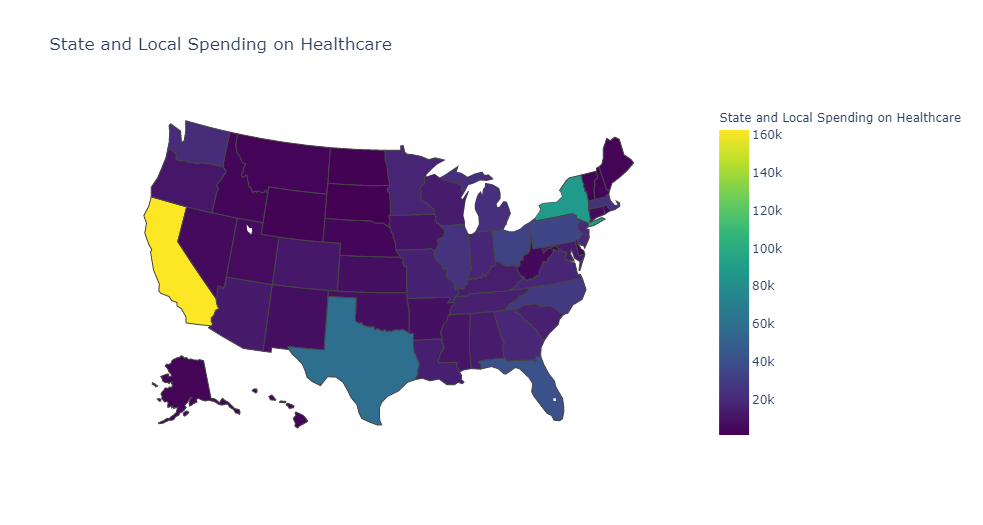 State and Local Spending on Healthcare
State and Local Spending on Healthcare
160k
140k
120k
100k
80k
60k
40k
20k